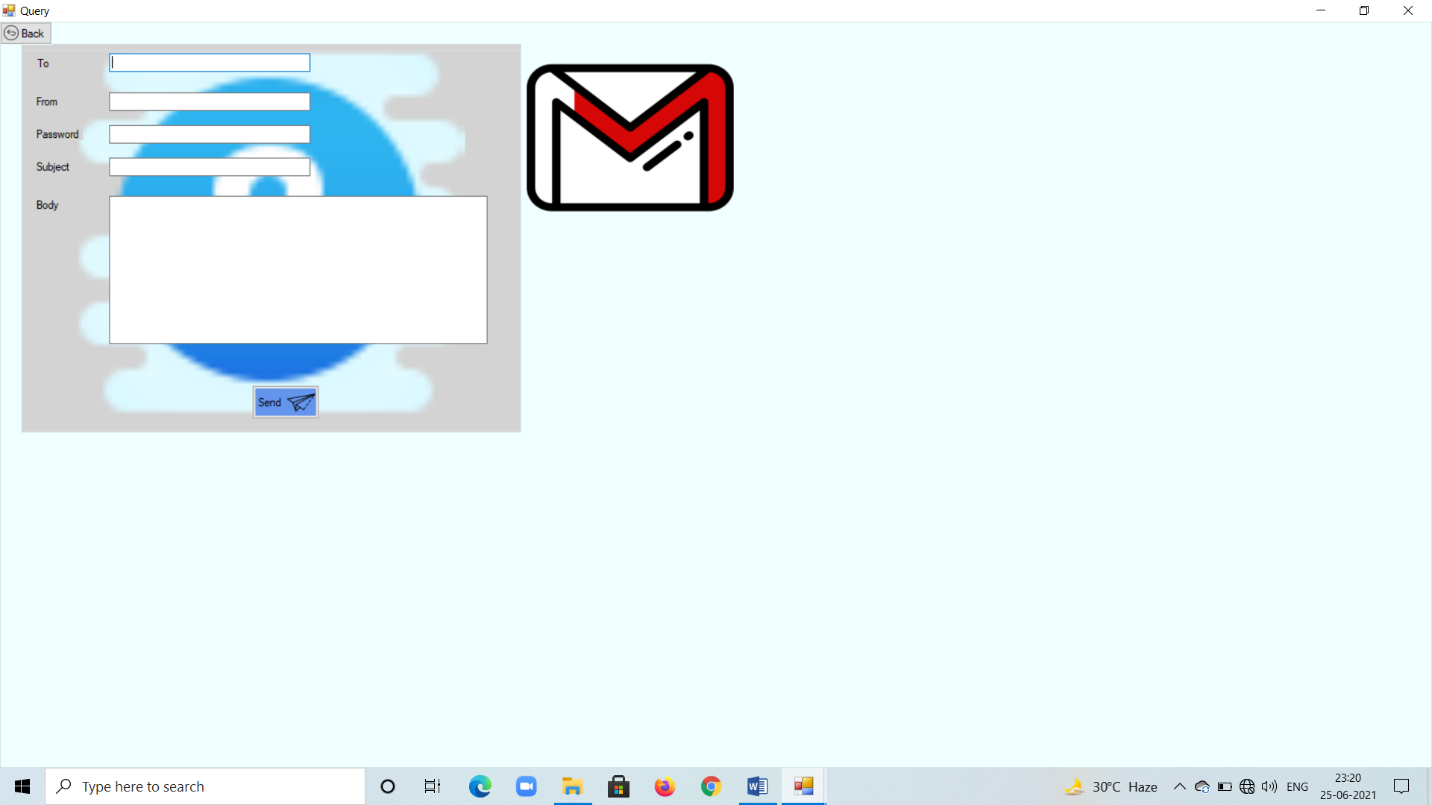 Query
Back
To
From
Password
Subject
Body
Send
Type here to search
30°C Haze
ENG
23:20
25-06-2021